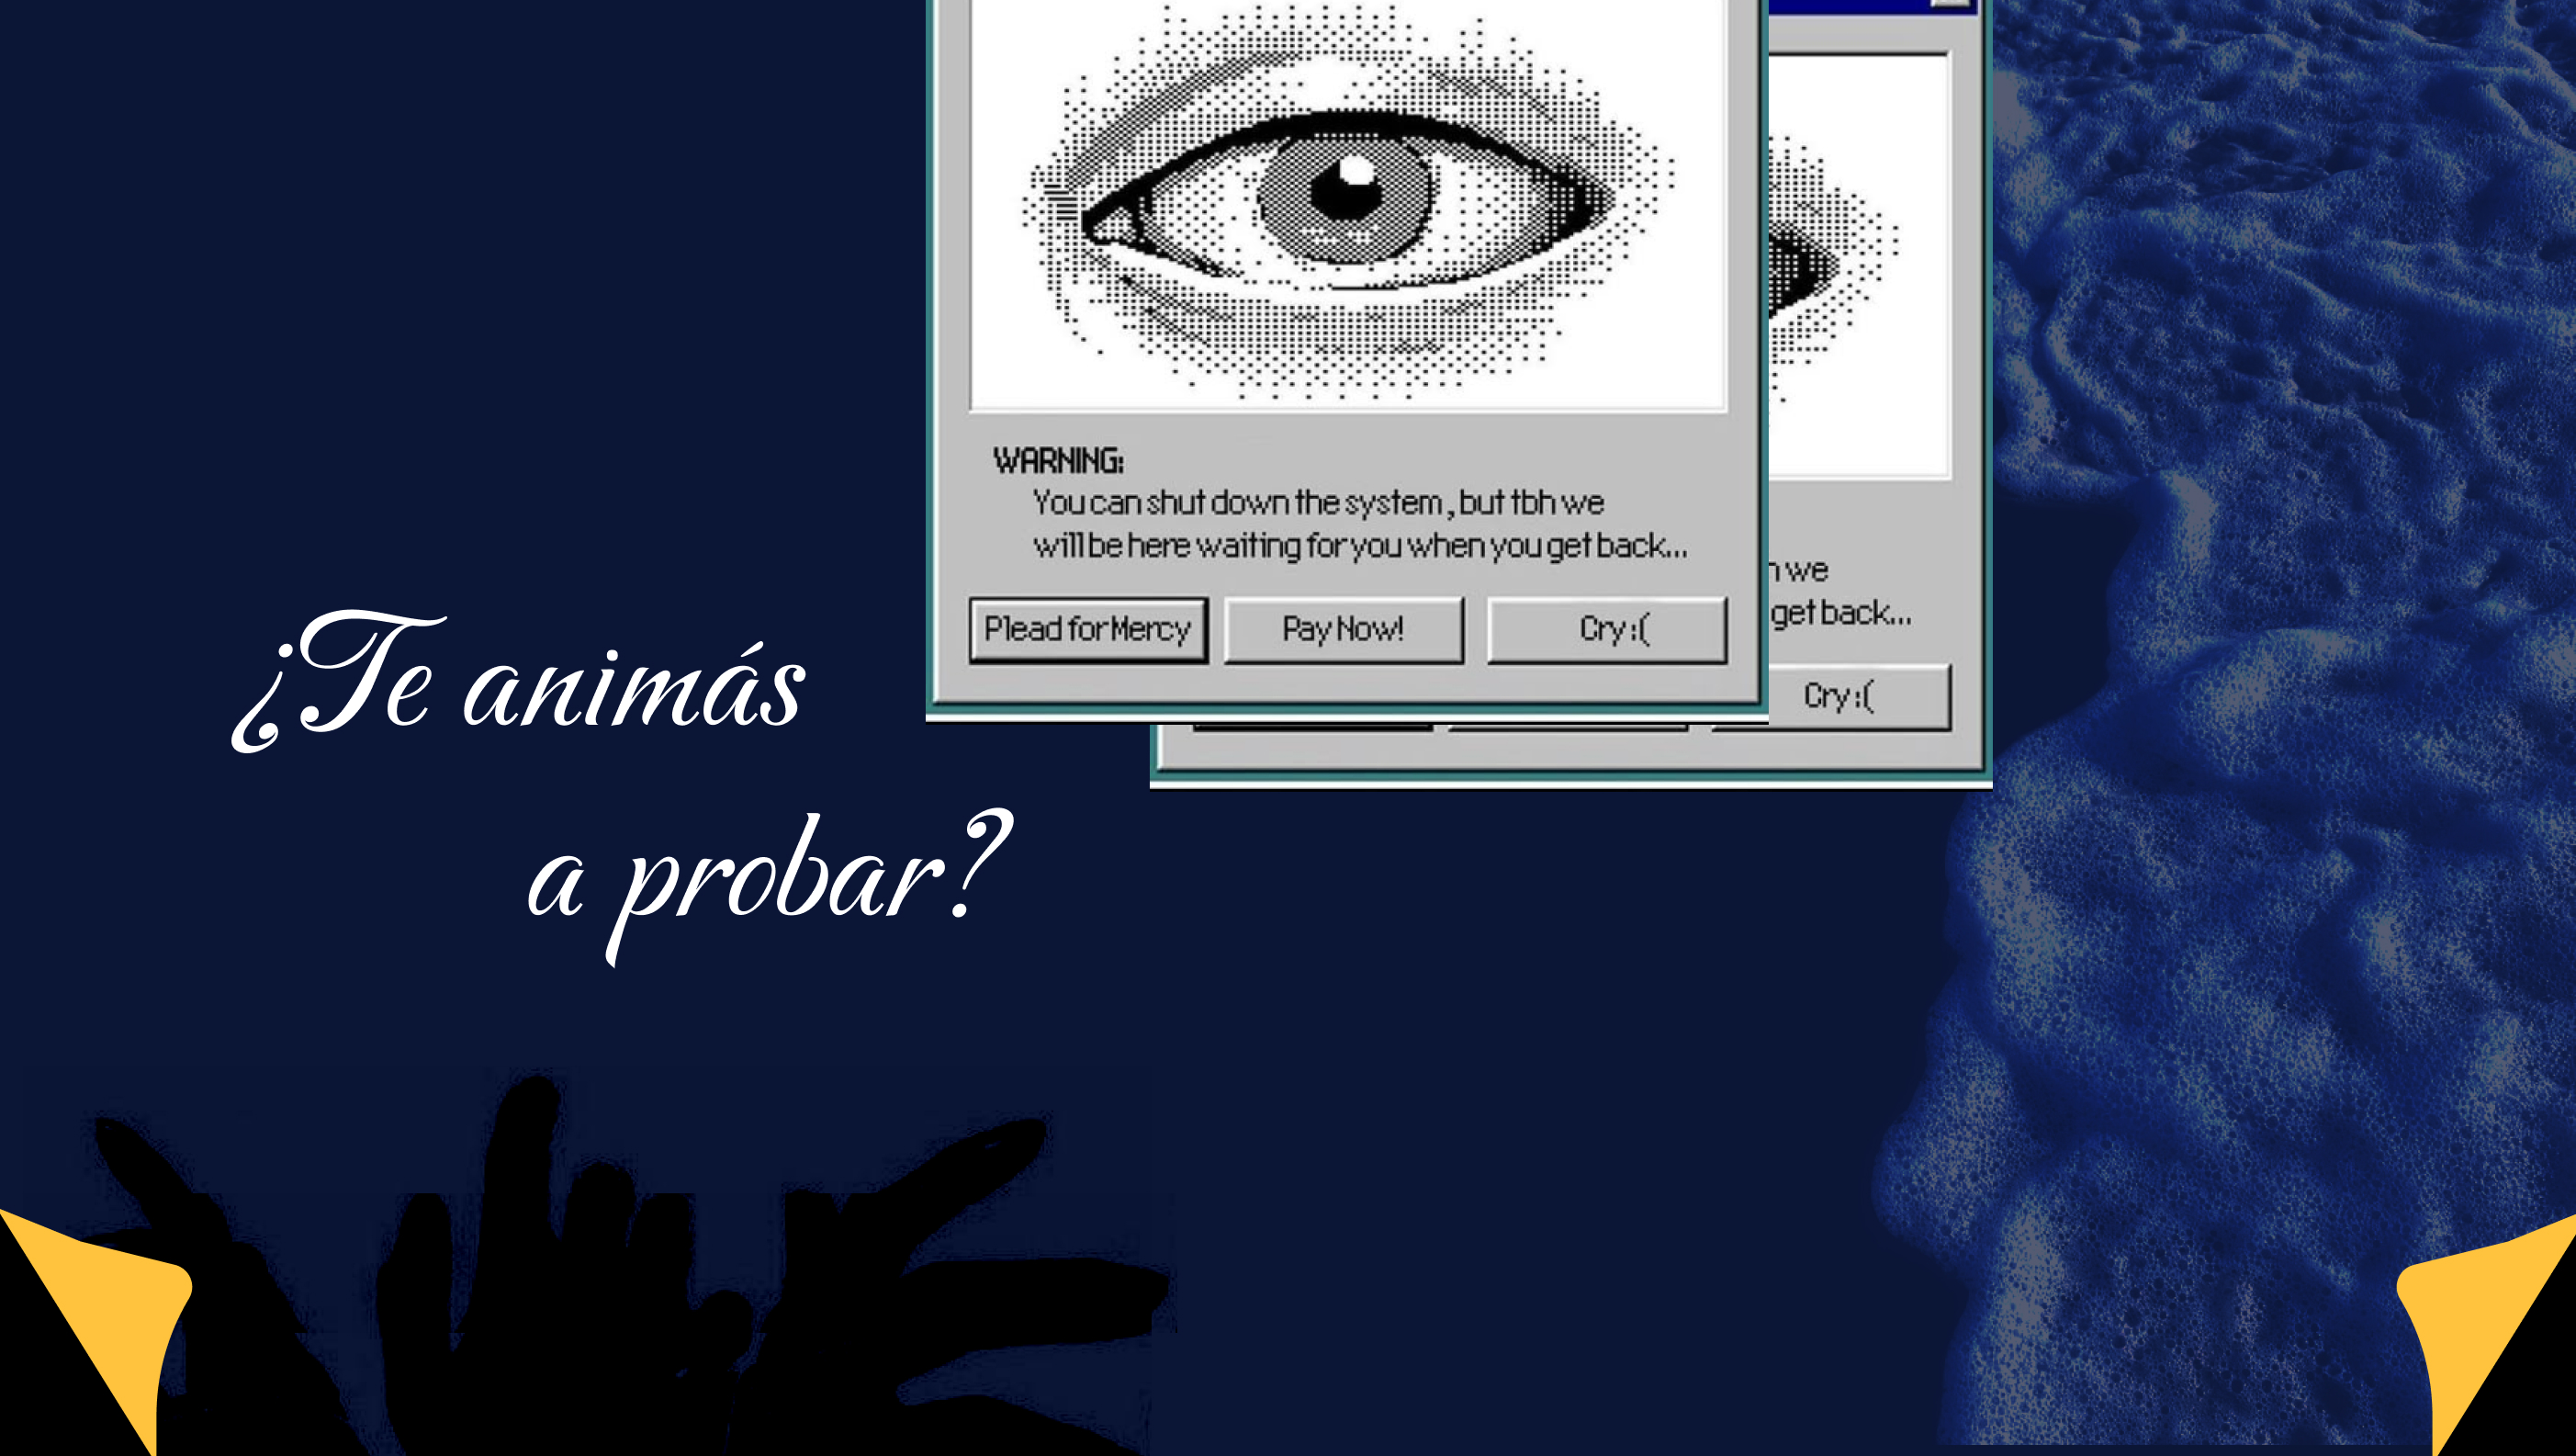 WARNING:
You can shut down the system, but tbh we
will be here waiting for you when you get back...
Plead for Mercy
Pay Now!
Cry :(
we
get back...
Cry :(
¿Te animás
a probar?